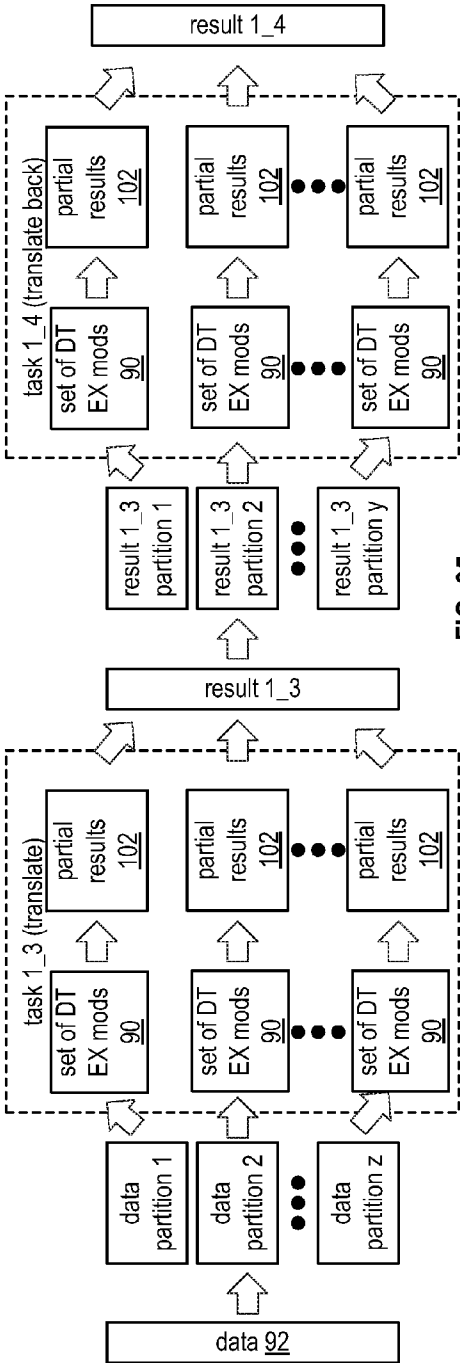 data 92
data
partition 1
data
partition 2
data
partition z
task 1_3 (translate)
set of DT
EX mods
90
partial
results
102
set of DT
EX mods
90
partial
results
102
set of DT
EX mods
90
partial
results
102
result 1_3
result 1_3
partition 1
result 1_3
partition 2
result 1_3
partition y
task 1_4 (translate back)
set of DT
EX mods
90
partial
results
102
set of DT
EX mods
90
partial
results
102
set of DT
EX mods
90
partial
results
102
result 1_4
FIG.